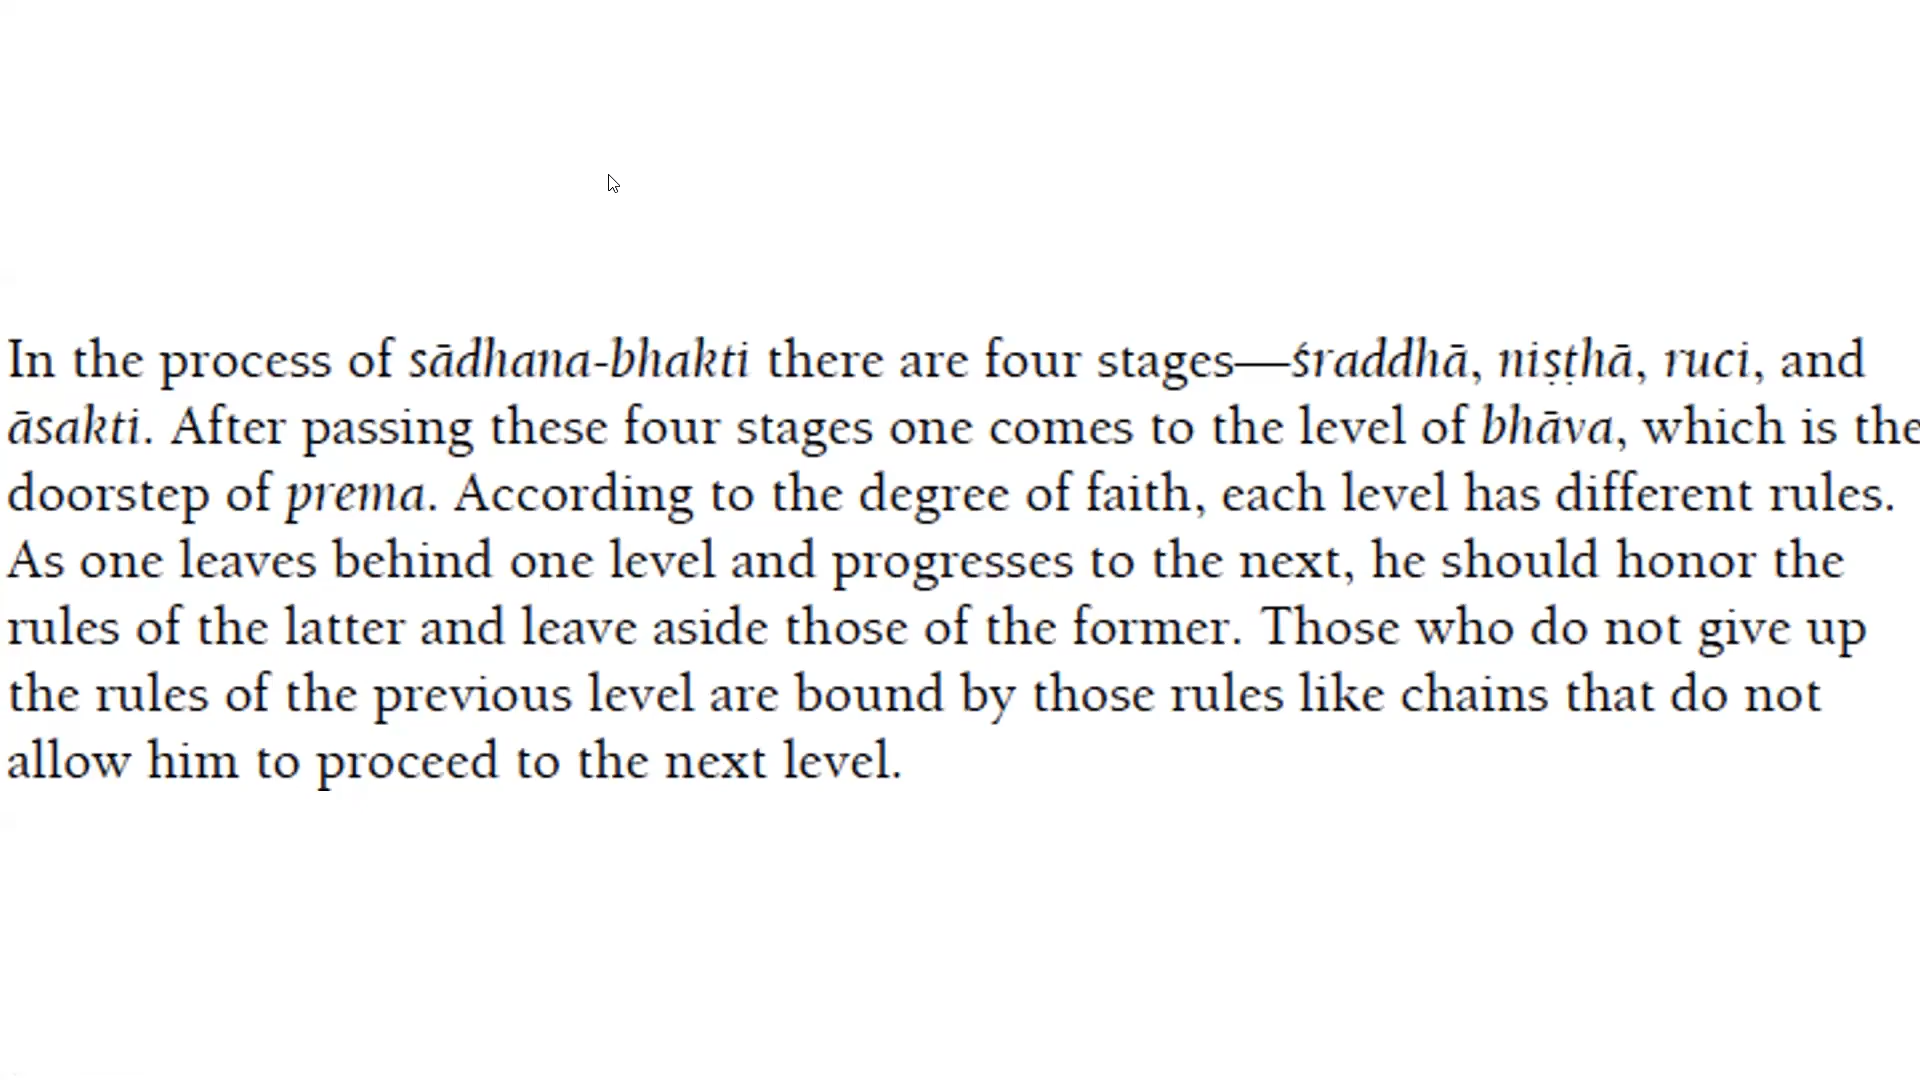 In the process of sādhana-bhakti there are four stages—śraddhā, niṣṭhā, ruci, and
āsakti. After passing these four stages one comes to the level of bhāva, which is the
doorstep of prema. According to the degree of faith, each level has different rules.
As one leaves behind one level and progresses to the next, he should honor the
rules of the latter and leave aside those of the former. Those who do not give up
the rules of the previous level are bound by those rules like chains that do not
allow him to proceed to the next level.